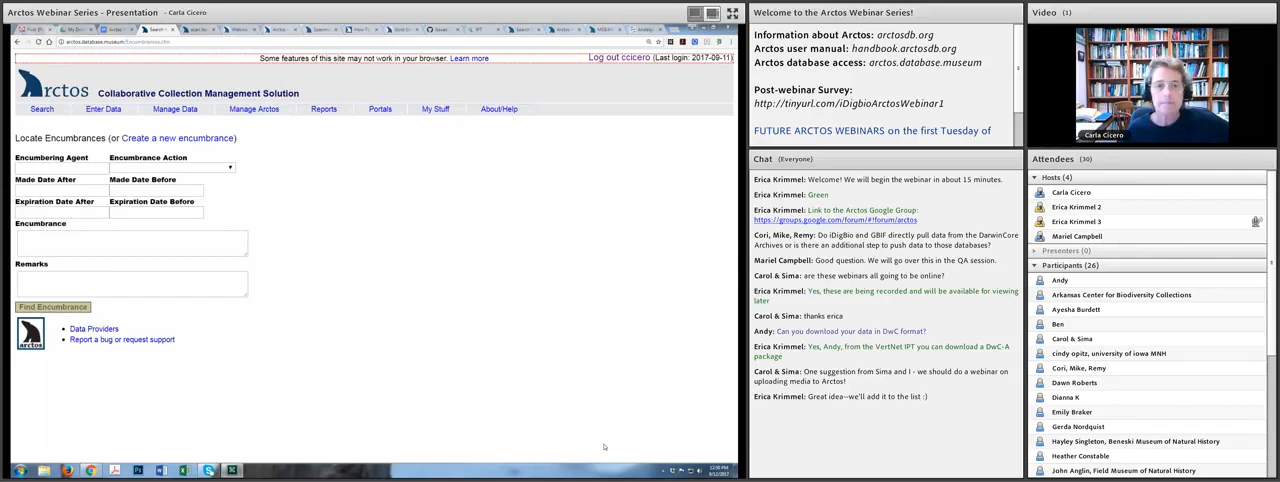 Arctos Webinar Series - Presentation - Carla Cicero
arctos.database.museum/Encumbrances.cfm
Some features of this site may not work in your browser. Learn more
Log out ccicero (Last login: 2017-09-11)
arctos
Collaborative Collection Management Solution
Search Enter Data Manage Data Manage Arctos Reports Portals My Stuff About/Help
Locate Encumbrances (or Create a new encumbrance)
Encumbering Agent Encumbrance Action
Made Date After Made Date Before
Expiration Date After Expiration Date Before
Encumbrance
Remarks
Find Encumbrance
arctos
Data Providers
Report a bug or request support
12:50 PM
9/12/2017
Welcome to the Arctos Webinar Series!
Information about Arctos: arctosdb.org
Arctos user manual: handbook.arctosdb.org
Arctos database access: arctos.database.museum
Post-webinar Survey:
http://tinyurl.com/iDigbioArctosWebinar1
FUTURE ARCTOS WEBINARS on the first Tuesday of
Chat (Everyone)
Erica Krimmel: Welcome! We will begin the webinar in about 15 minutes.
Erica Krimmel: Green
Erica Krimmel: Link to the Arctos Google Group:
https://groups.google.com/forum/#!forum/arctos
Cori, Mike, Remy: Do iDigBio and GBIF directly pull data from the DarwinCore
Archives or is there an additional step to push data to those databases?
Mariel Campbell: Good question. We will go over this in the QA session.
Carol & Sima: are these webinars all going to be online?
Erica Krimmel: Yes, these are being recorded and will be available for viewing
later
Carol & Sima: thanks erica
Andy: Can you download your data in DwC format?
Erica Krimmel: Yes, Andy, from the VertNet IPT you can download a DwC-A
package
Carol & Sima: One suggestion from Sima and I - we should do a webinar on
uploading media to Arctos!
Erica Krimmel: Great idea--we'll add it to the list :)
Video (1)
Carla Cicero
Attendees (30)
Hosts (4)
Carla Cicero
Erica Krimmel 2
Erica Krimmel 3
Mariel Campbell
Presenters (0)
Participants (26)
Andy
Arkansas Center for Biodiversity Collections
Ayesha Burdett
Ben
Carol & Sima
cindy opitz, university of iowa MNH
Cori, Mike, Remy
Dawn Roberts
Dianna K
Emily Braker
Gerda Nordquist
Hayley Singleton, Beneski Museum of Natural History
Heather Constable
John Anglin, Field Museum of Natural History